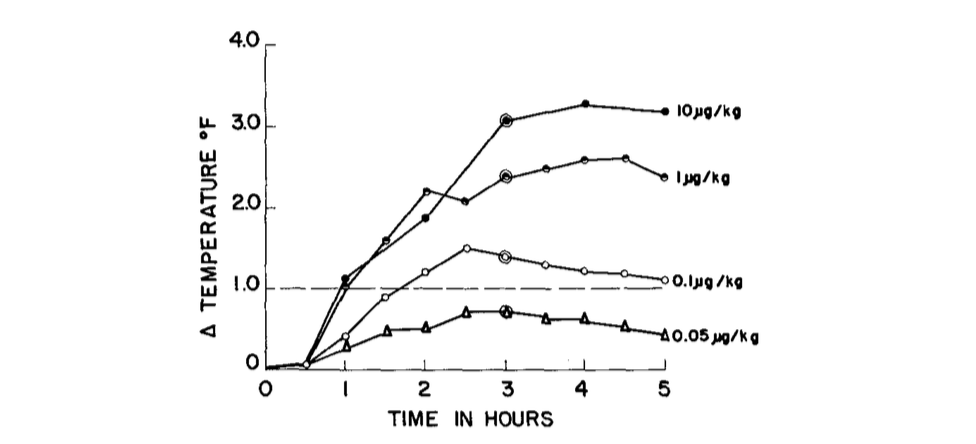 4.0
3.0
2.0
1.0
0
Δ TEMPERATURE °F
10µg/kg
1µg/kg
0.1µg/kg
0.05µg/kg
0 1 2 3 4 5
TIME IN HOURS